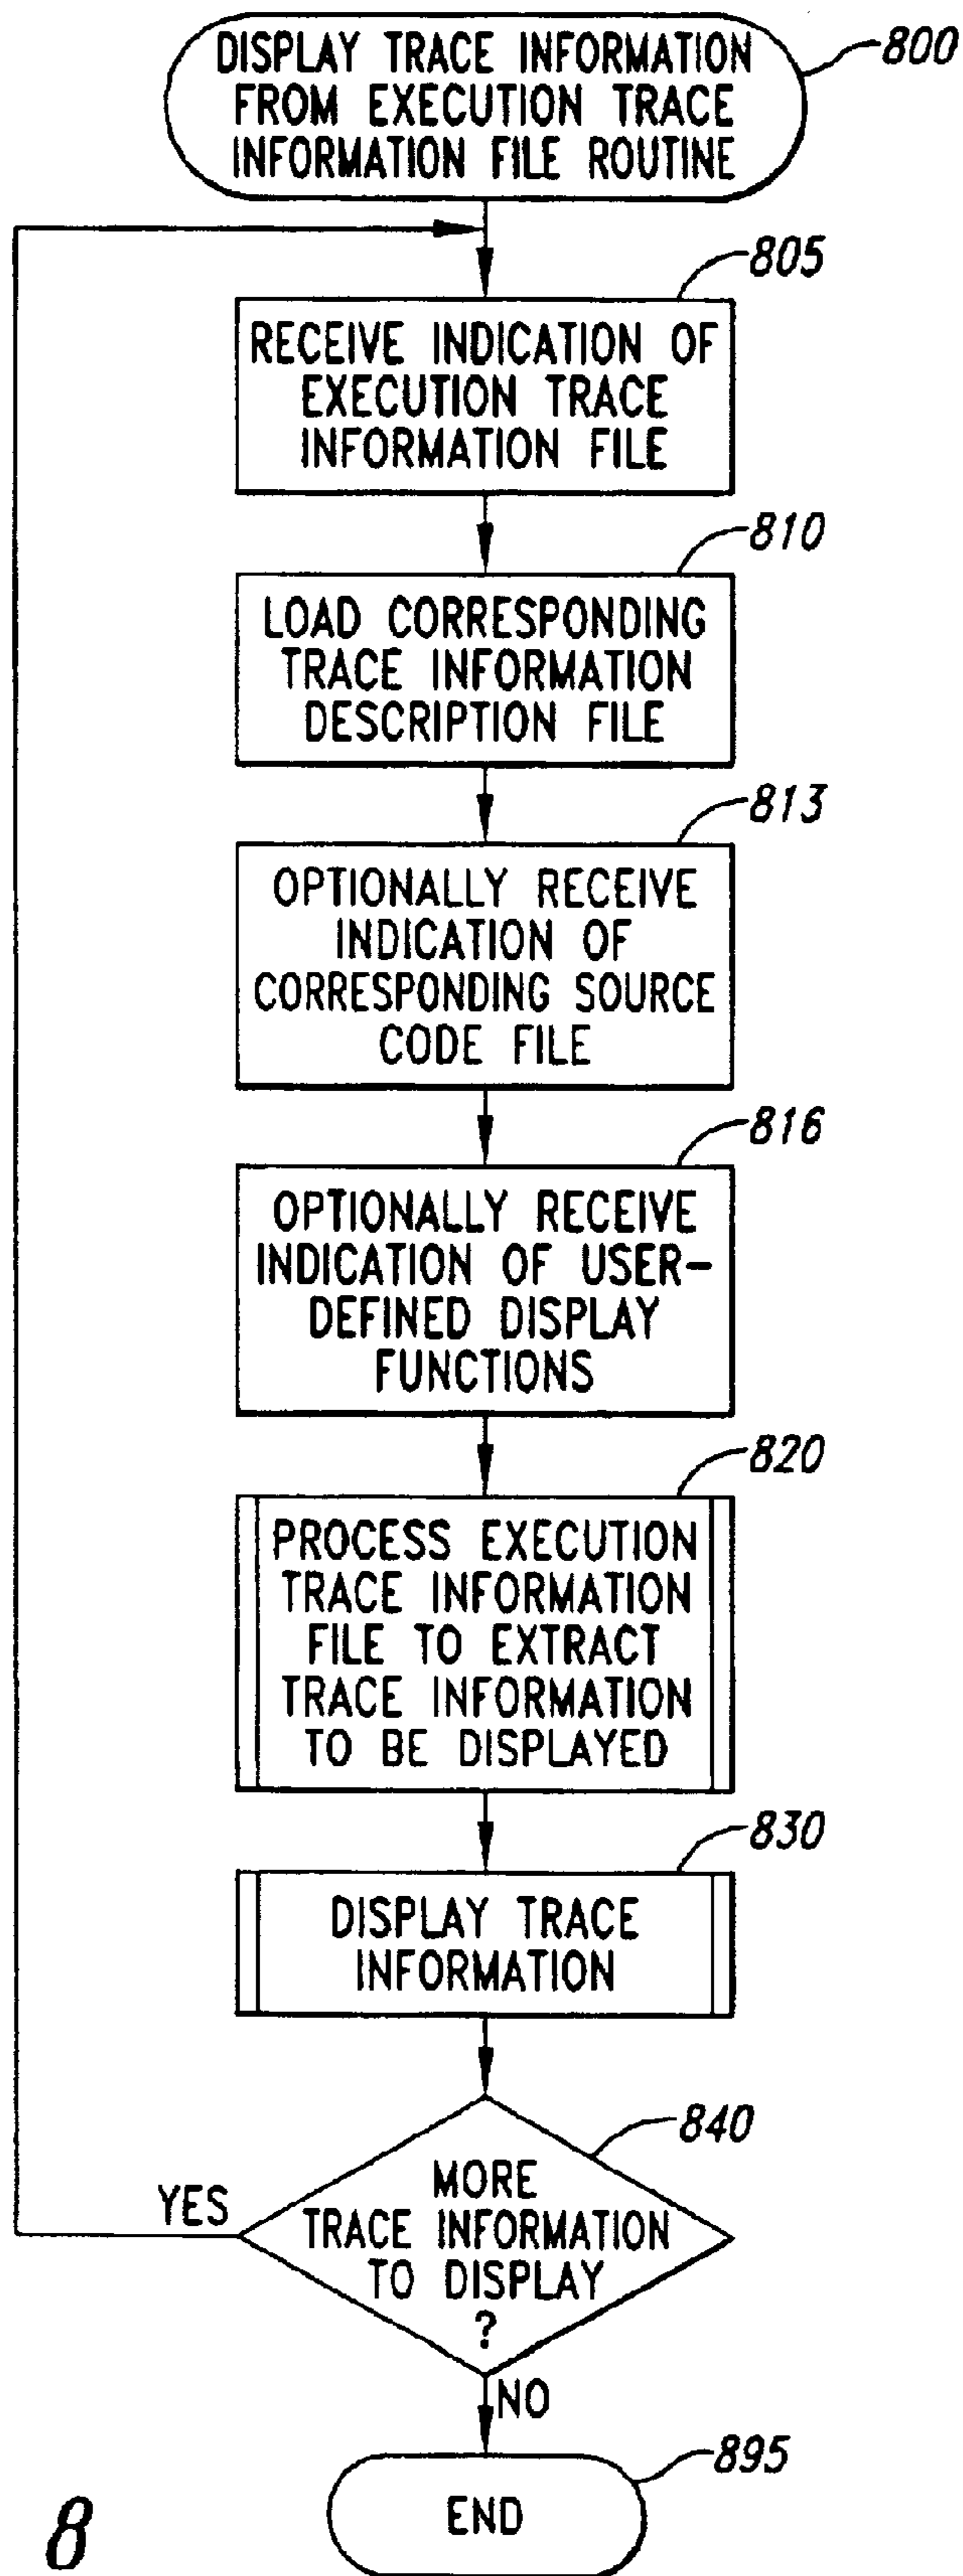 DISPLAY TRACE INFORMATION
FROM EXECUTION TRACE
INFORMATION FILE ROUTINE
800
805
RECEIVE INDICATION OF
EXECUTION TRACE
INFORMATION FILE
810
LOAD CORRESPONDING
TRACE INFORMATION
DESCRIPTION FILE
813
OPTIONALLY RECEIVE
INDICATION OF
CORRESPONDING SOURCE
CODE FILE
816
OPTIONALLY RECEIVE
INDICATION OF USER-
DEFINED DISPLAY
FUNCTIONS
820
PROCESS EXECUTION
TRACE INFORMATION
FILE TO EXTRACT
TRACE INFORMATION
TO BE DISPLAYED
830
DISPLAY TRACE
INFORMATION
840
MORE
TRACE INFORMATION
TO DISPLAY
?
YES
NO
895
END
8